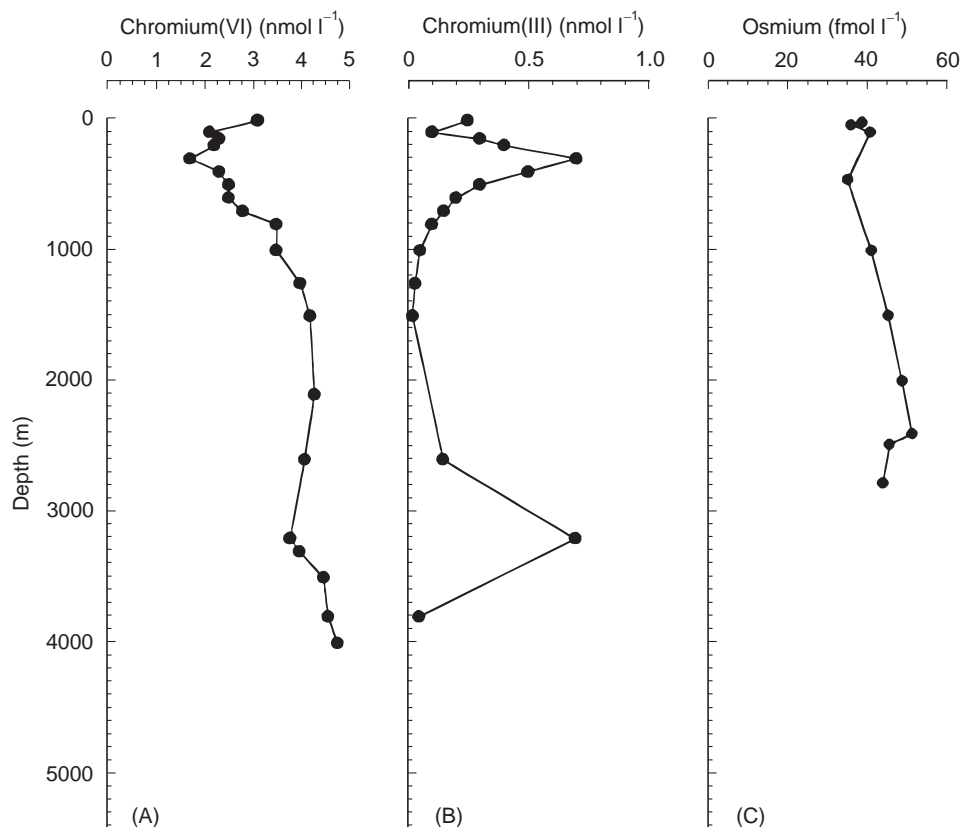 Chromium(VI) (nmol l⁻¹)
0 1 2 3 4 5
Chromium(III) (nmol l⁻¹)
0 0.5 1.0
Osmium (fmol l⁻¹)
0 20 40 60
0
1000
2000
3000
4000
5000
Depth (m)
(A)
(B)
(C)